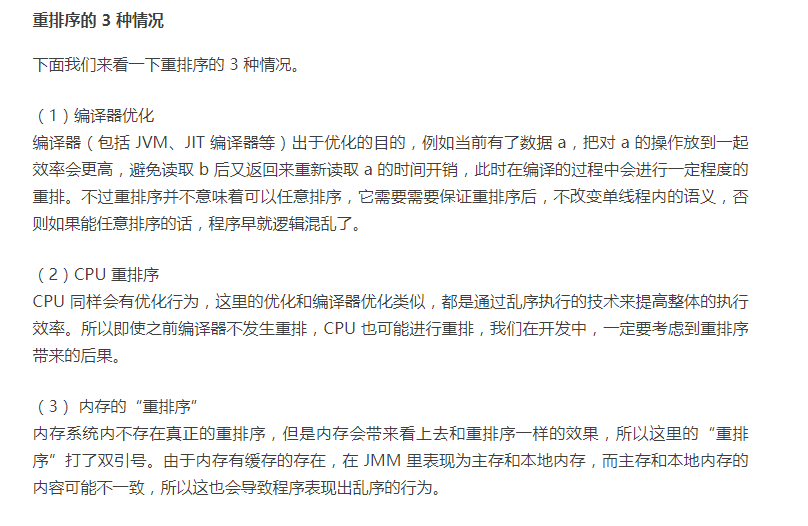 重排序的 3 种情况
下面我们来看一下重排序的 3 种情况。
（1）编译器优化
编译器（包括 JVM、JIT 编译器等）出于优化的目的，例如当前有了数据 a，把对 a 的操作放到一起
效率会更高，避免读取 b 后又返回来重新读取 a 的时间开销，此时在编译的过程中会进行一定程度的
重排。不过重排序并不意味着可以任意排序，它需要需要保证重排序后，不改变单线程内的语义，否
则如果能任意排序的话，程序早就逻辑混乱了。
（2）CPU 重排序
CPU 同样会有优化行为，这里的优化和编译器优化类似，都是通过乱序执行的技术来提高整体的执行
效率。所以即使之前编译器不发生重排，CPU 也可能进行重排，我们在开发中，一定要考虑到重排序
带来的后果。
（3） 内存的“重排序”
内存系统内不存在真正的重排序，但是内存会带来看上去和重排序一样的效果，所以这里的“重排
序”打了双引号。由于内存有缓存的存在，在 JMM 里表现为主存和本地内存，而主存和本地内存的
内容可能不一致，所以这也会导致程序表现出乱序的行为。